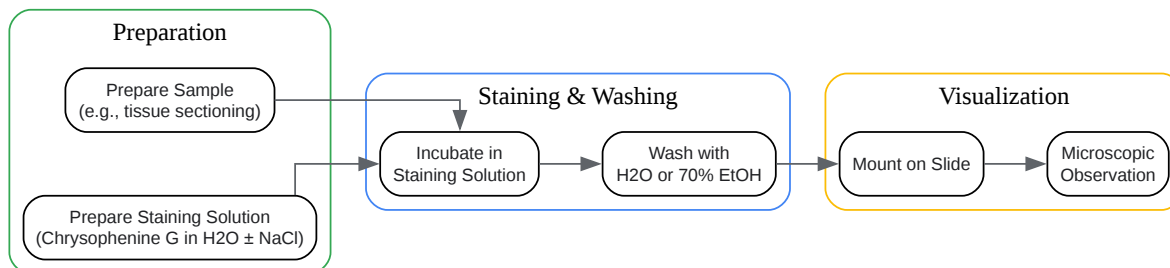 Preparation
Prepare Sample
(e.g., tissue sectioning)
Prepare Staining Solution
(Chrysophenine G in H2O ± NaCl)
Staining & Washing
Incubate in
Staining Solution
Wash with
H2O or 70% EtOH
Visualization
Mount on Slide
Microscopic
Observation